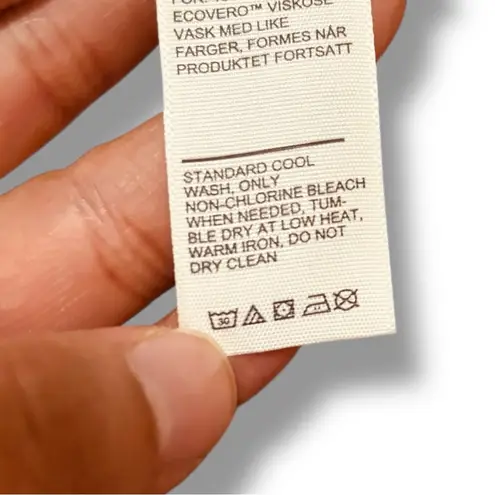 ECOVERO™ VISKOSE
VASK MED LIKE
FARGER, FORMES NÅR
PRODUKTET FORTSATT
STANDARD COOL
WASH, ONLY
NON-CHLORINE BLEACH
WHEN NEEDED, TUM-
BLE DRY AT LOW HEAT,
WARM IRON, DO NOT
DRY CLEAN
30